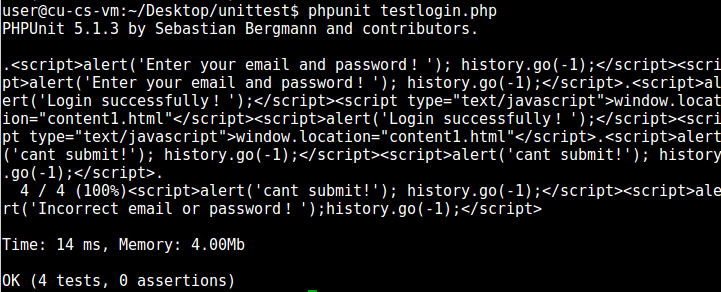 user@cu-cs-vm:~/Desktop/unittest$ phpunit testlogin.php
PHPUnit 5.1.3 by Sebastian Bergmann and contributors.
.<script>alert('Enter your email and password！'); history.go(-1);</script><scri
pt>alert('Enter your email and password！'); history.go(-1);</script>.<script>al
ert('Login successfully！');</script><script type="text/javascript">window.locat
ion="content1.html"</script><script>alert('Login successfully！');</script><scri
pt type="text/javascript">window.location="content1.html"</script>.<script>alert
('cant submit!'); history.go(-1);</script><script>alert('cant submit!'); history
.go(-1);</script>.
4 / 4 (100%)<script>alert('cant submit!'); history.go(-1);</script><script>ale
rt('Incorrect email or password！');history.go(-1);</script>
Time: 14 ms, Memory: 4.00Mb
OK (4 tests, 0 assertions)